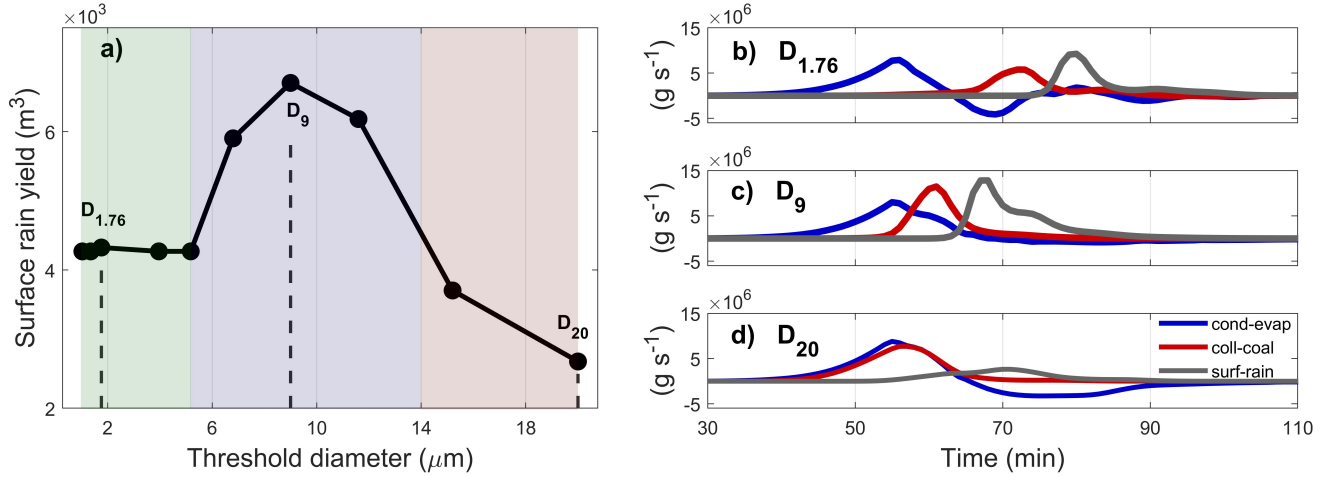 ×10³
a)
D1.76
D9
D20
Surface rain yield (m³)
6
4
2
2 6 10 14 18
Threshold diameter (μm)
×10⁶
b) D1.76
15
5
-5
(g s⁻¹)
×10⁶
c) D9
15
5
-5
(g s⁻¹)
×10⁶
d) D20
15
5
-5
(g s⁻¹)
cond-evap
coll-coal
surf-rain
30 50 70 90 110
Time (min)